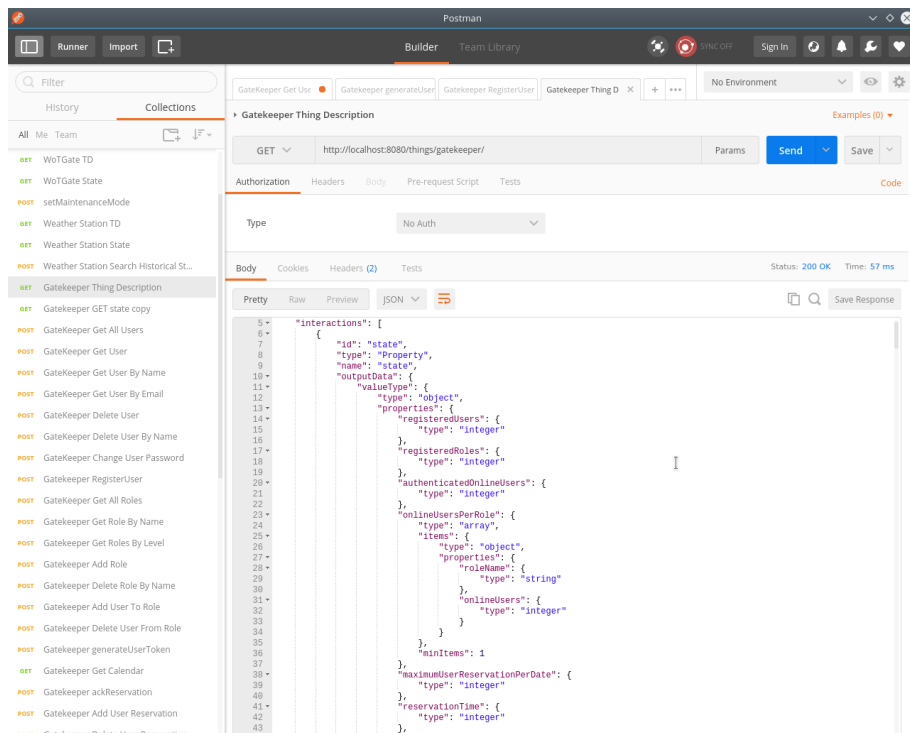 Postman
Runner
Import
Builder
Team Library
SYNC OFF
Sign In
Filter
History
Collections
All Me Team
GET WoTGate TD
GET WoTGate State
POST setMaintenanceMode
GET Weather Station TD
GET Weather Station State
POST Weather Station Search Historical St...
GET Gatekeeper Thing Description
GET Gatekeeper GET state copy
POST GateKeeper Get All Users
POST GateKeeper Get User
POST GateKeeper Get User By Name
POST GateKeeper Get User By Email
POST GateKeeper Delete User
POST GateKeeper Delete User By Name
POST GateKeeper Change User Password
POST Gatekeeper RegisterUser
POST GateKeeper Get All Roles
POST GateKeeper Get Role By Name
POST GateKeeper Get Roles By Level
POST Gatekeeper Add Role
POST Gatekeeper Delete Role By Name
POST Gatekeeper Add User To Role
POST Gatekeeper Delete User From Role
POST Gatekeeper generateUserToken
GET Gatekeeper Get Calendar
POST Gatekeeper ackReservation
POST Gatekeeper Add User Reservation
GateKeeper Get Use
Gatekeeper generateUser
Gatekeeper RegisterUser
Gatekeeper Thing D
No Environment
Gatekeeper Thing Description
Examples (0)
GET
http://localhost:8080/things/gatekeeper/
Params
Send
Save
Authorization
Headers
Body
Pre-request Script
Tests
Code
Type
No Auth
Body
Cookies
Headers (2)
Tests
Status: 200 OK
Time: 57 ms
Pretty
Raw
Preview
JSON
Save Response
5 "interactions": [
6 {
7 "id": "state",
8 "type": "Property",
9 "name": "state",
10 "outputData": {
11 "valueType": {
12 "type": "object",
13 "properties": {
14 "registeredUsers": {
15 "type": "integer"
16 },
17 "registeredRoles": {
18 "type": "integer"
19 },
20 "authenticatedOnlineUsers": {
21 "type": "integer"
22 },
23 "onlineUsersPerRole": {
24 "type": "array",
25 "items": {
26 "type": "object",
27 "properties": {
28 "roleName": {
29 "type": "string"
30 },
31 "onlineUsers": {
32 "type": "integer"
33 }
34 }
35 },
36 "minItems": 1
37 },
38 "maximumUserReservationPerDate": {
39 "type": "integer"
40 },
41 "reservationTime": {
42 "type": "integer"
43 },